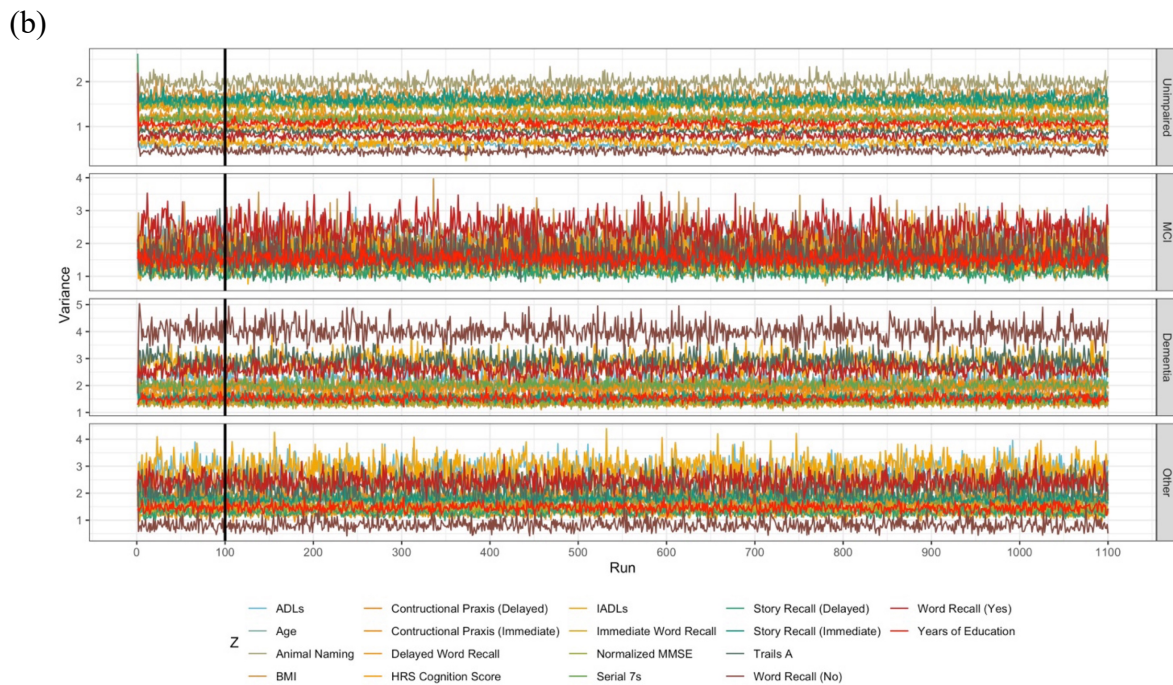 (b)
2
1
Unimpaired
4
3
2
1
MCI
Variance
5
4
3
2
1
Dementia
4
3
2
1
Other
0 100 200 300 400 500 600 700 800 900 1000 1100
Run
Z
ADLs Contructional Praxis (Delayed) IADLs Story Recall (Delayed) Word Recall (Yes)
Age Contructional Praxis (Immediate) Immediate Word Recall Story Recall (Immediate) Years of Education
Animal Naming Delayed Word Recall Normalized MMSE Trails A
BMI HRS Cognition Score Serial 7s Word Recall (No)